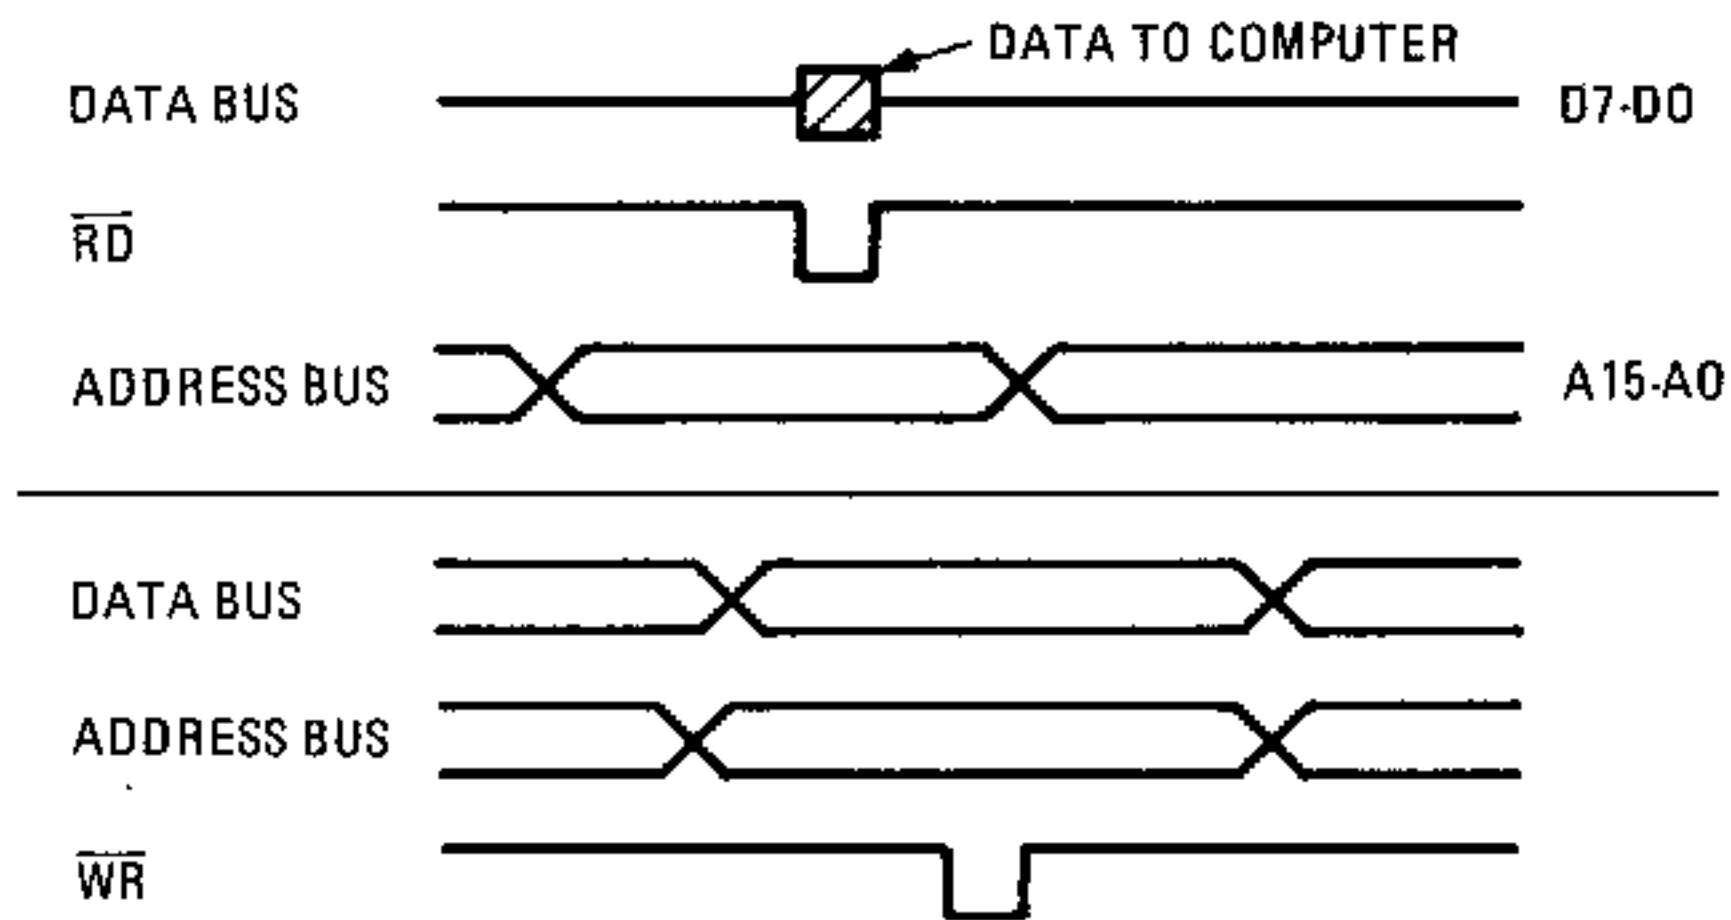 DATA TO COMPUTER
DATA BUS
D7-D0
RD
ADDRESS BUS
A15-A0
DATA BUS
ADDRESS BUS
WR